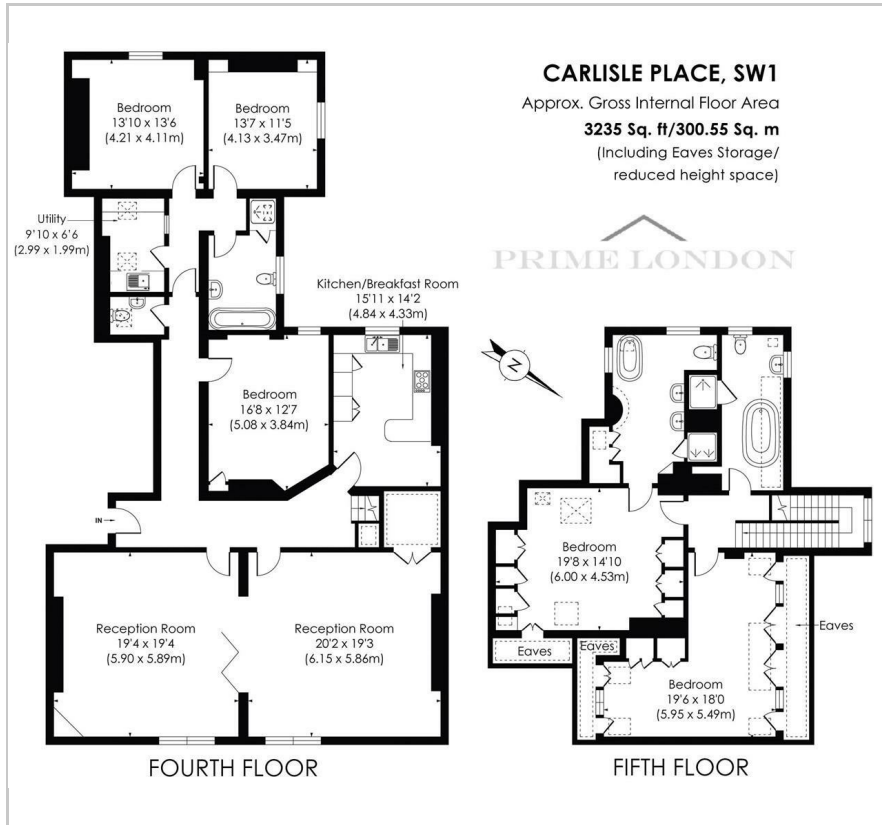 CARLISLE PLACE, SW1
Approx. Gross Internal Floor Area
3235 Sq. ft/300.55 Sq. m
(Including Eaves Storage/
reduced height space)
PRIME LONDON
Bedroom
13'10 x 13'6
(4.21 x 4.11m)
Bedroom
13'7 x 11'5
(4.13 x 3.47m)
Utility
9'10 x 6'6
(2.99 x 1.99m)
Kitchen/Breakfast Room
15'11 x 14'2
(4.84 x 4.33m)
Bedroom
16'8 x 12'7
(5.08 x 3.84m)
IN
Reception Room
19'4 x 19'4
(5.90 x 5.89m)
Reception Room
20'2 x 19'3
(6.15 x 5.86m)
FOURTH FLOOR
N
Bedroom
19'8 x 14'10
(6.00 x 4.53m)
Eaves
Eaves
Eaves
Bedroom
19'6 x 18'0
(5.95 x 5.49m)
FIFTH FLOOR